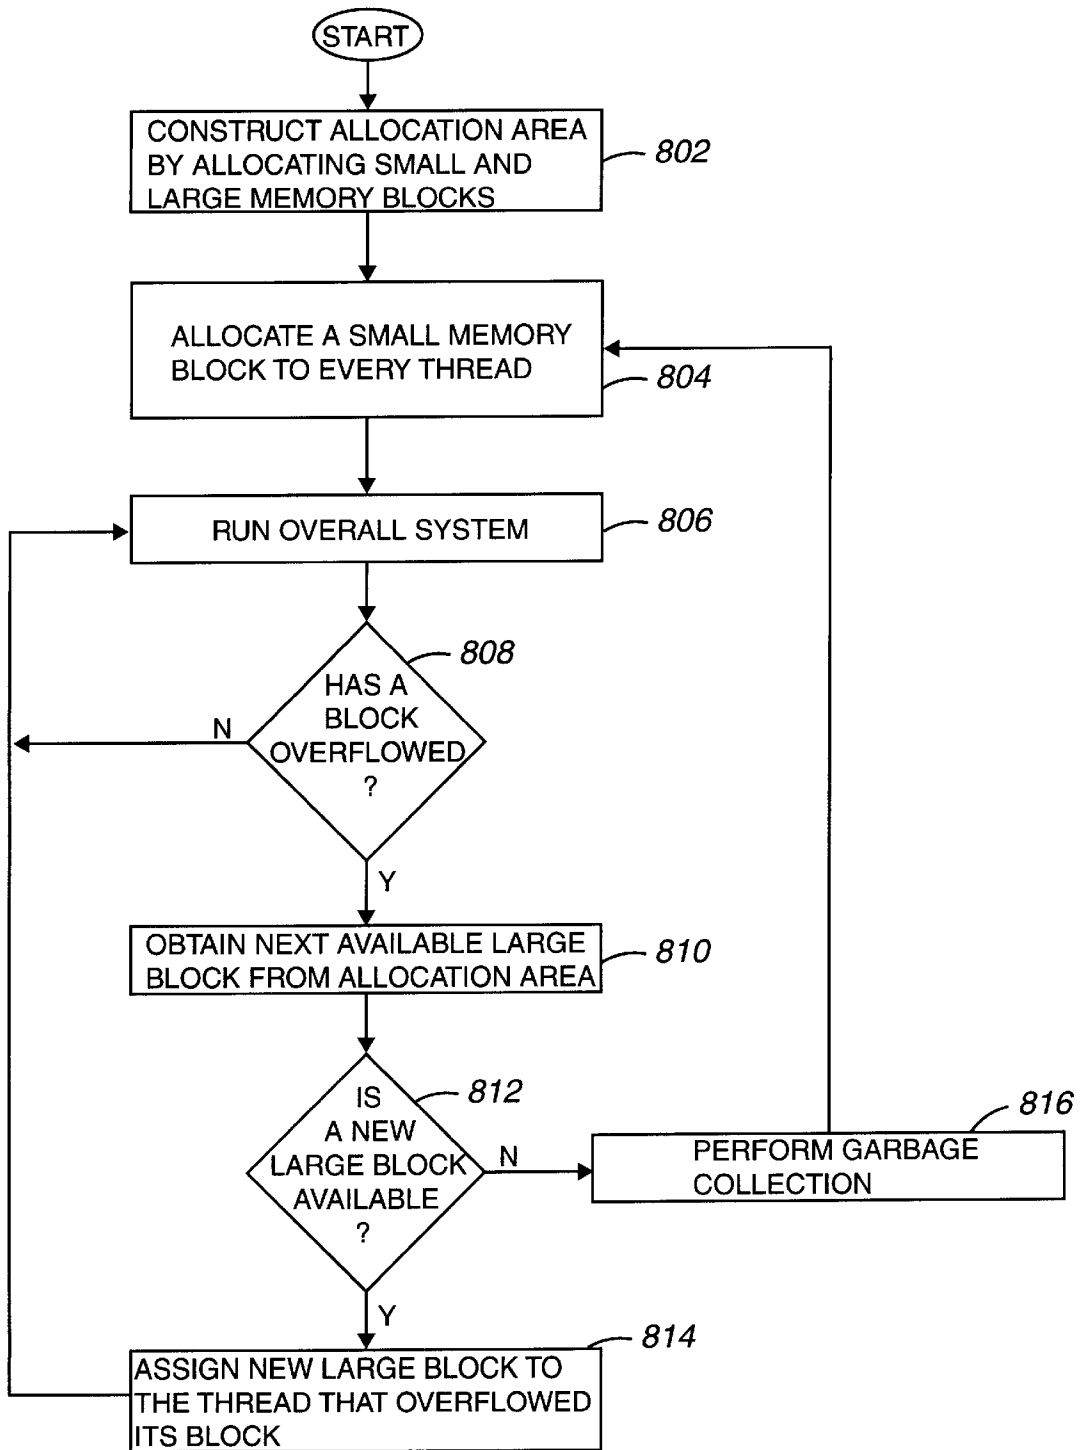 START
CONSTRUCT ALLOCATION AREA
BY ALLOCATING SMALL AND
LARGE MEMORY BLOCKS
802
ALLOCATE A SMALL MEMORY
BLOCK TO EVERY THREAD
804
RUN OVERALL SYSTEM
806
808
HAS A
BLOCK
OVERFLOWED
?
N
Y
OBTAIN NEXT AVAILABLE LARGE
BLOCK FROM ALLOCATION AREA
810
812
IS
A NEW
LARGE BLOCK
AVAILABLE
?
N
816
PERFORM GARBAGE
COLLECTION
Y
814
ASSIGN NEW LARGE BLOCK TO
THE THREAD THAT OVERFLOWED
ITS BLOCK